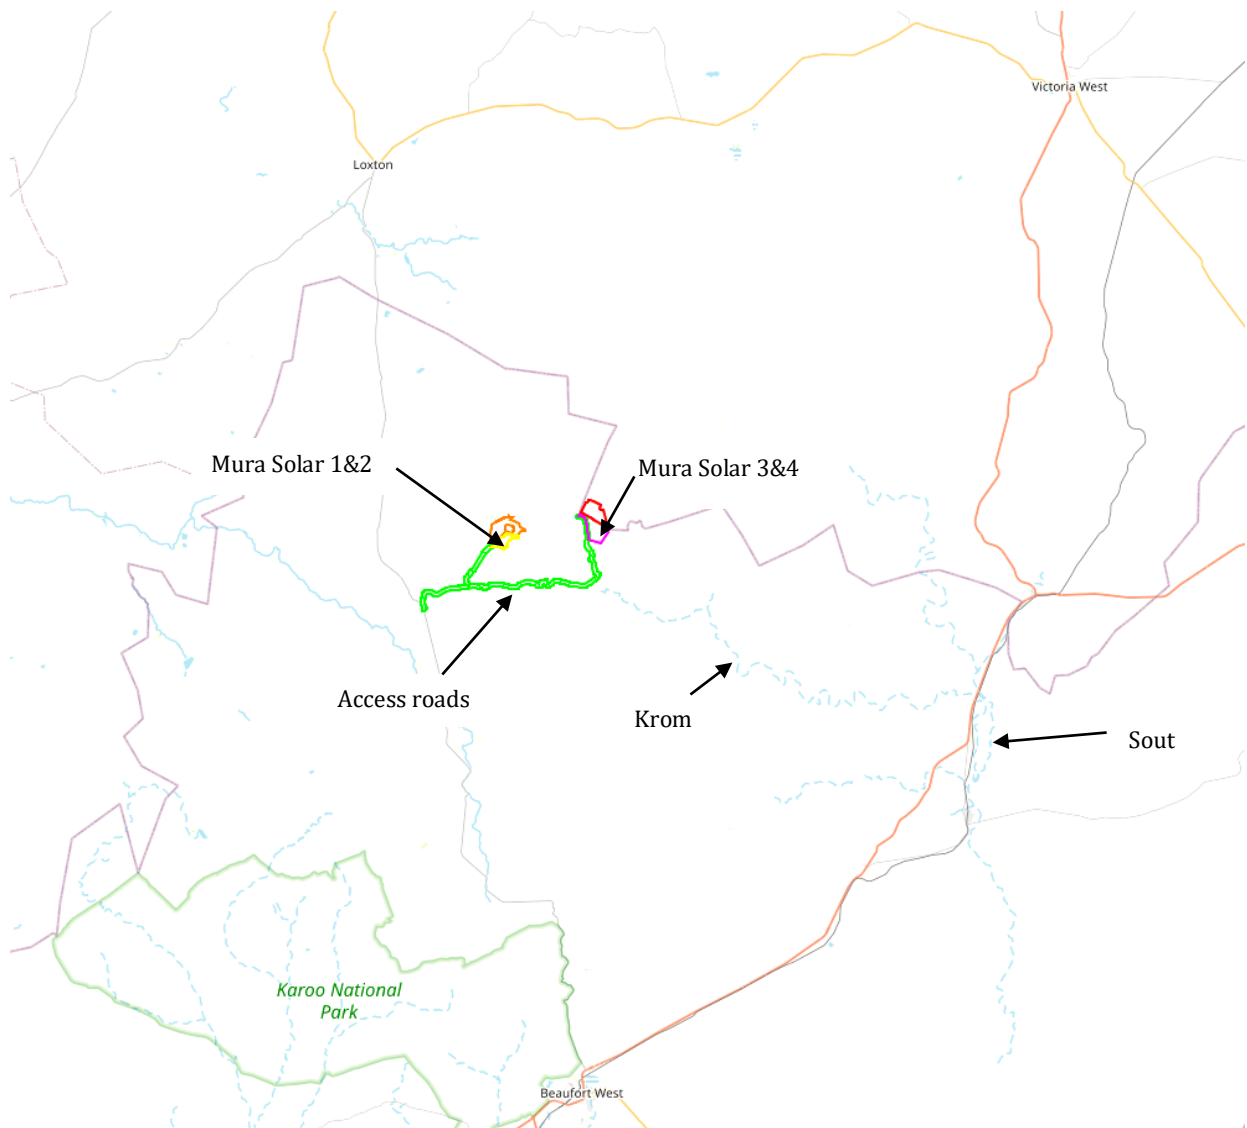 Victoria West
Loxton
Mura Solar 1&2
Mura Solar 3&4
Access roads
Krom
Sout
Karoo National
Park
Beaufort West